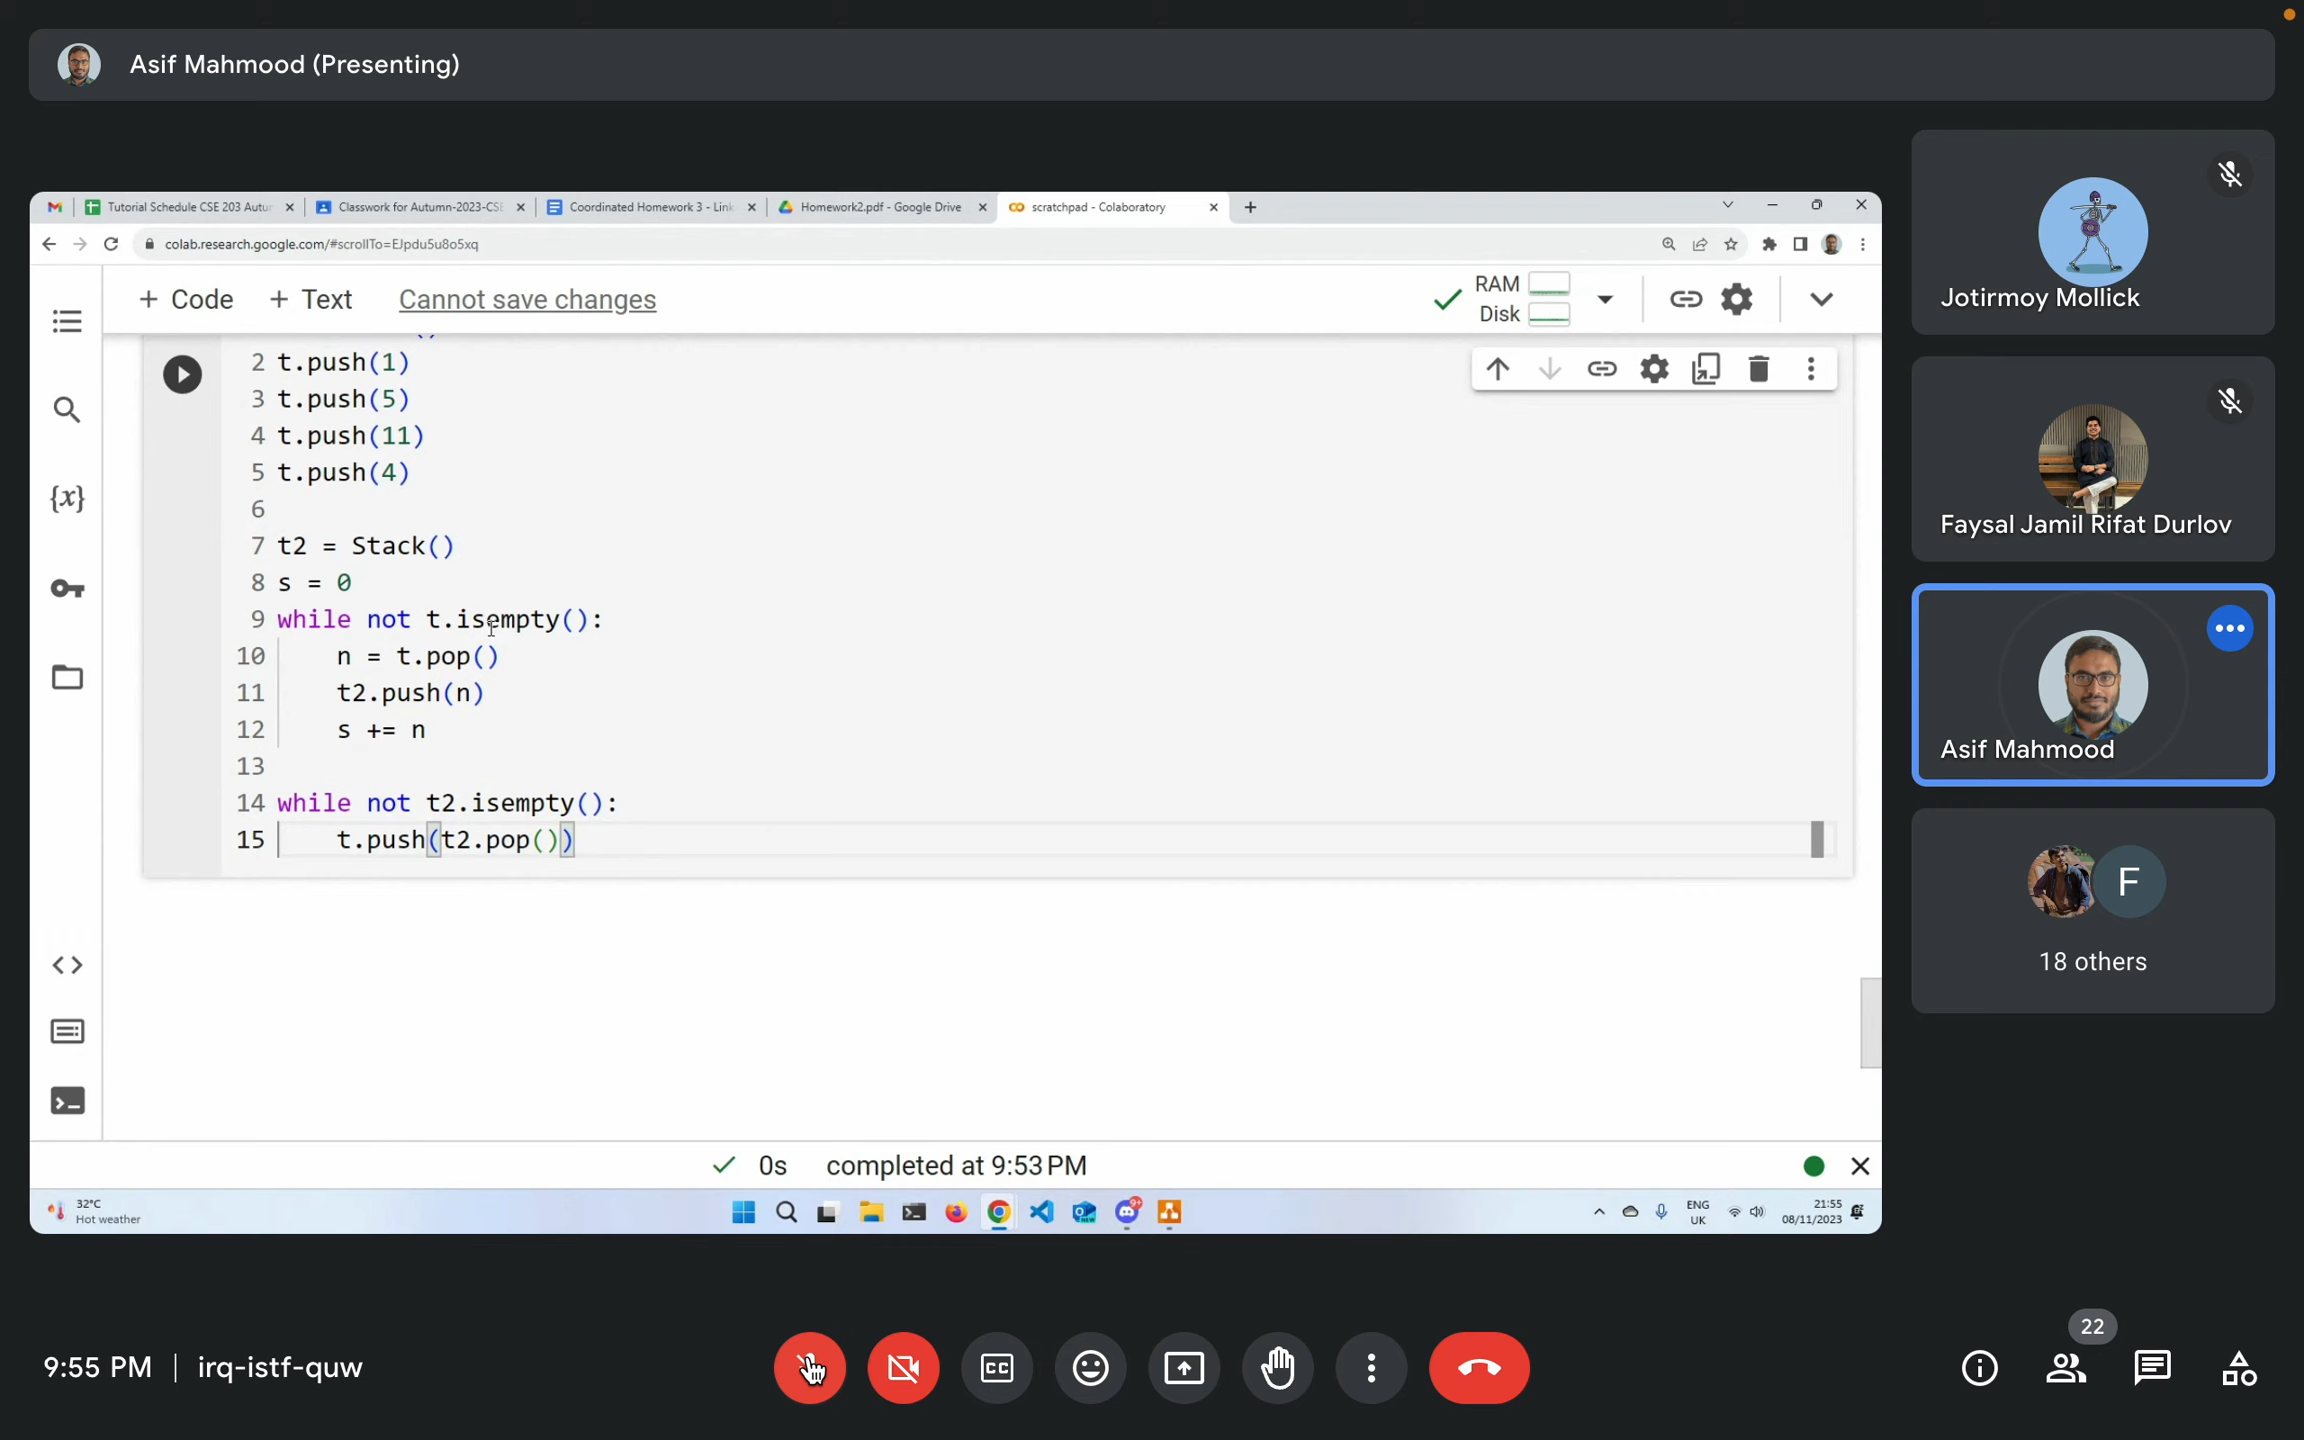 Asif Mahmood (Presenting)
Tutorial Schedule CSE 203 Autur
Classwork for Autumn-2023-CSE
Coordinated Homework 3 - Link
Homework2.pdf - Google Drive
scratchpad - Colaboratory
colab.research.google.com/#scrollTo=EJpdu5u8o5xq
+ Code
+ Text
Cannot save changes
RAM
Disk
2 t.push(1)
3 t.push(5)
4 t.push(11)
5 t.push(4)
6
7 t2 = Stack()
8 s = 0
9 while not t.isempty():
10     n = t.pop()
11     t2.push(n)
12     s += n
13
14 while not t2.isempty():
15     t.push(t2.pop())
{x}
0s completed at 9:53 PM
32°C
Hot weather
9+
NEW
ENG
UK
21:55
08/11/2023
Jotirmoy Mollick
Faysal Jamil Rifat Durlov
Asif Mahmood
F
18 others
9:55 PM | irq-istf-quw
CC
22